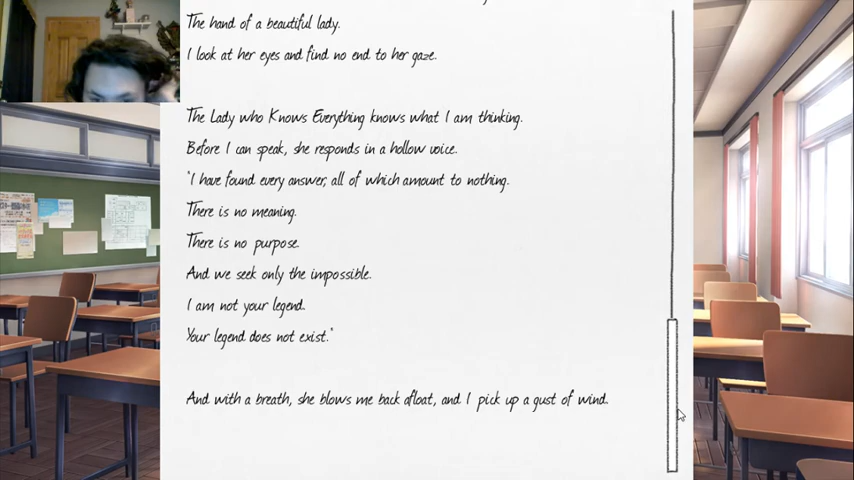 The hand of a beautiful lady.
I look at her eyes and find no end to her gaze.
The Lady who Knows Everything knows what I am thinking.
Before I can speak, she responds in a hollow voice.
"I have found every answer, all of which amount to nothing.
There is no meaning.
There is no purpose.
And we seek only the impossible.
I am not your legend.
Your legend does not exist."
And with a breath, she blows me back afloat, and I pick up a gust of wind.